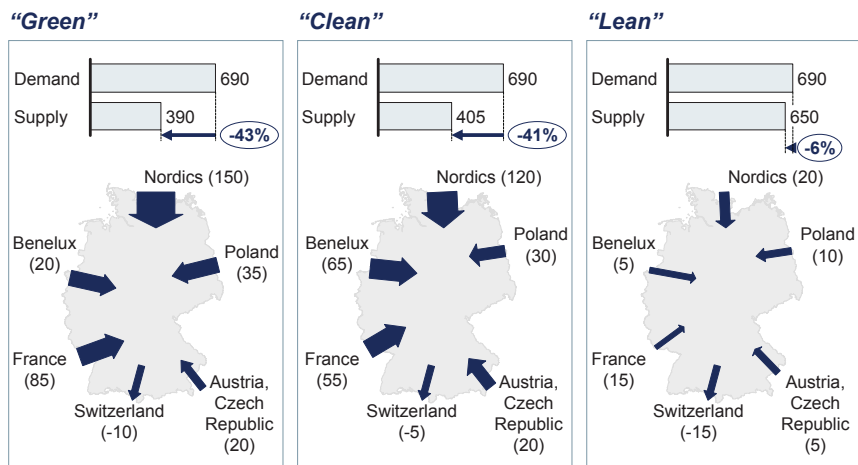 “Green”
Demand
690
Supply
390
-43%
Nordics (150)
Benelux
(20)
Poland
(35)
France
(85)
Switzerland
(-10)
Austria,
Czech
Republic
(20)
“Clean”
Demand
690
Supply
405
-41%
Nordics (120)
Benelux
(65)
Poland
(30)
France
(55)
Switzerland
(-5)
Austria,
Czech
Republic
(20)
“Lean”
Demand
690
Supply
650
-6%
Nordics (20)
Benelux
(5)
Poland
(10)
France
(15)
Switzerland
(-15)
Austria,
Czech
Republic
(5)